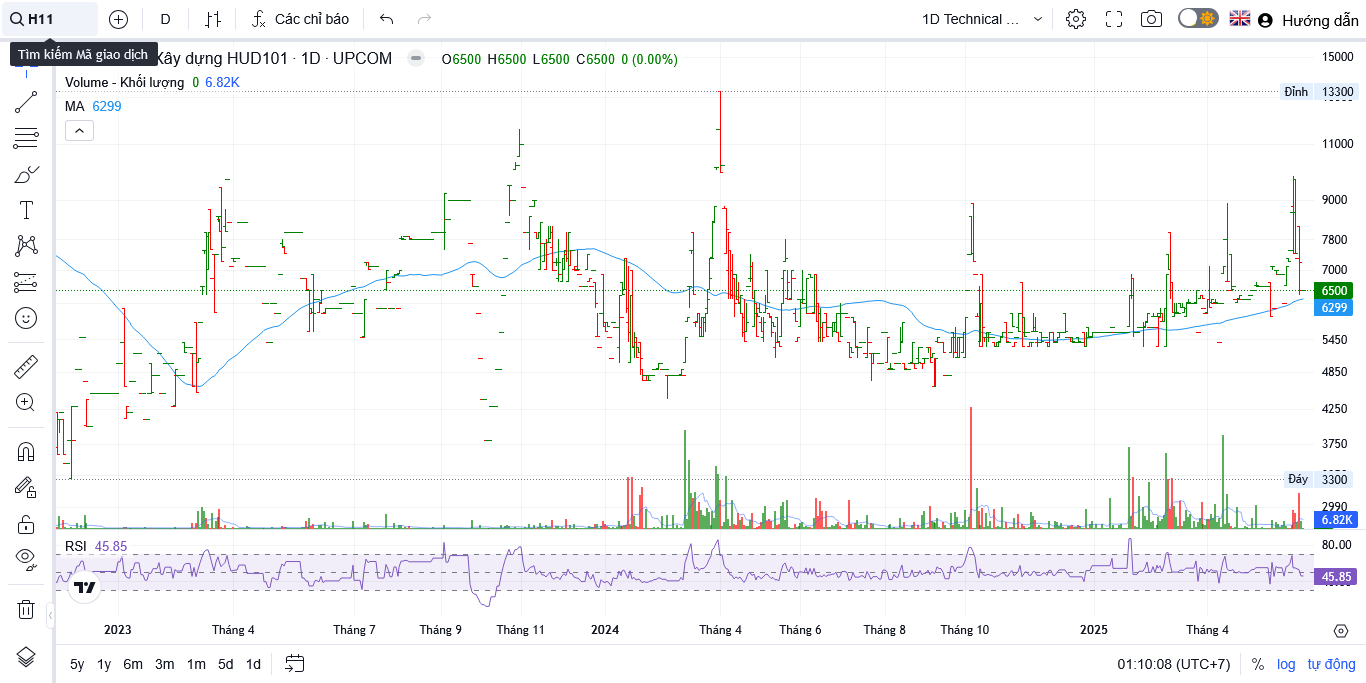 H11
D
Các chỉ báo
1D Technical ...
Hướng dẫn
Tìm kiếm Mã giao dịch
Xây dựng HUD101 · 1D · UPCOM
O6500 H6500 L6500 C6500 0 (0.00%)
Volume - Khối lượng 0 6.82K
MA 6299
15000
Đỉnh 13300
11000
9000
7800
7000
6500
6299
5450
4850
4250
3750
Đáy 3300
2990
6.82K
RSI 45.85
80.00
45.85
2023
Tháng 4
Tháng 7
Tháng 9
Tháng 11
2024
Tháng 4
Tháng 6
Tháng 8
Tháng 10
2025
Tháng 4
5y 1y 6m 3m 1m 5d 1d
01:10:08 (UTC+7)
% log tự động